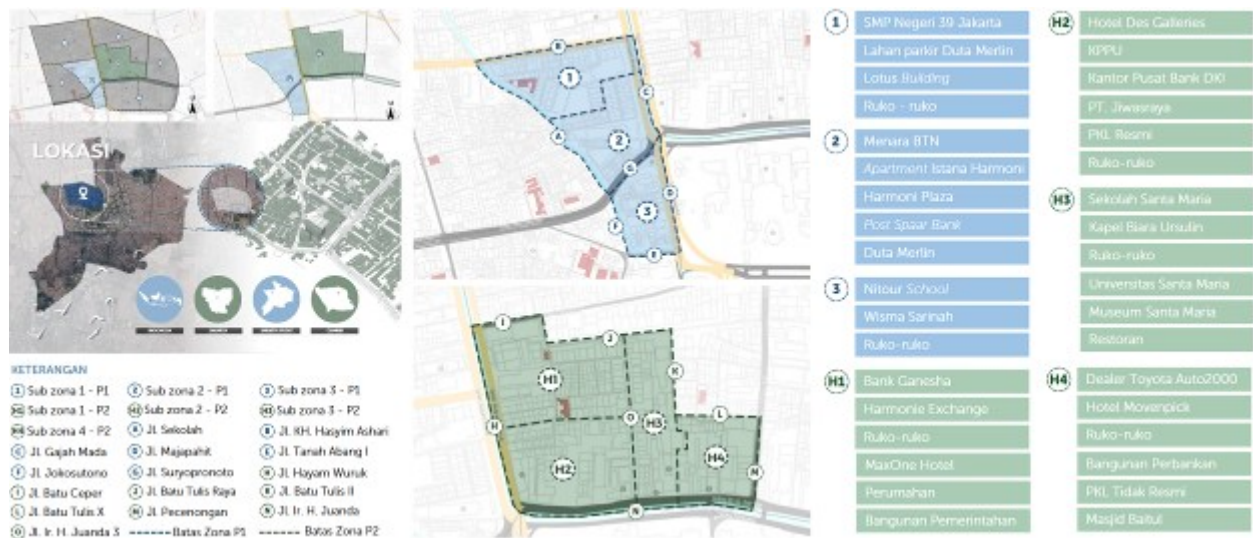 LOKASI
KETERANGAN
1 Sub zona 1 - P1
2 Sub zona 2 - P1
3 Sub zona 3 - P1
H1 Sub zona 1 - P2
H2 Sub zona 2 - P2
H3 Sub zona 3 - P2
H4 Sub zona 4 - P2
A Jl. Sekolah
B Jl. KH. Hasyim Ashari
C Jl. Gajah Mada
D Jl. Majapahit
E Jl. Tanah Abang I
F Jl. Jokosutono
G Jl. Suryopronoto
H Jl. Hayam Wuruk
I Jl. Batu Ceper
J Jl. Batu Tulis Raya
K Jl. Batu Tulis II
L Jl. Batu Tulis X
M Jl. Pecenongan
N Jl. Ir. H. Juanda
O Jl. Ir. H. Juanda 3
Batas Zona P1
Batas Zona P2
B
1
C
A
2
G
D
3
F
E
I
J
H1
K
H
O
H3
L
H2
H4
M
N
1
SMP Negeri 39 Jakarta
Lahan parkir Duta Merlin
Lotus Building
Ruko - ruko
2
Menara BTN
Apartment Istana Harmoni
Harmoni Plaza
Post Spaar Bank
Duta Merlin
3
Nitour School
Wisma Sarinah
Ruko-ruko
H1
Bank Ganesha
Harmonie Exchange
Ruko-ruko
MaxOne Hotel
Perumahan
Bangunan Pemerintahan
H2
Hotel Des Galleries
KPPU
Kantor Pusat Bank DKI
PT. Jiwasraya
PKL Resmi
Ruko-ruko
H3
Sekolah Santa Maria
Kapel Biara Ursulin
Ruko-ruko
Universitas Santa Maria
Museum Santa Maria
Restoran
H4
Dealer Toyota Auto2000
Hotel Movenpick
Ruko-ruko
Bangunan Perbankan
PKL Tidak Resmi
Masjid Baitul